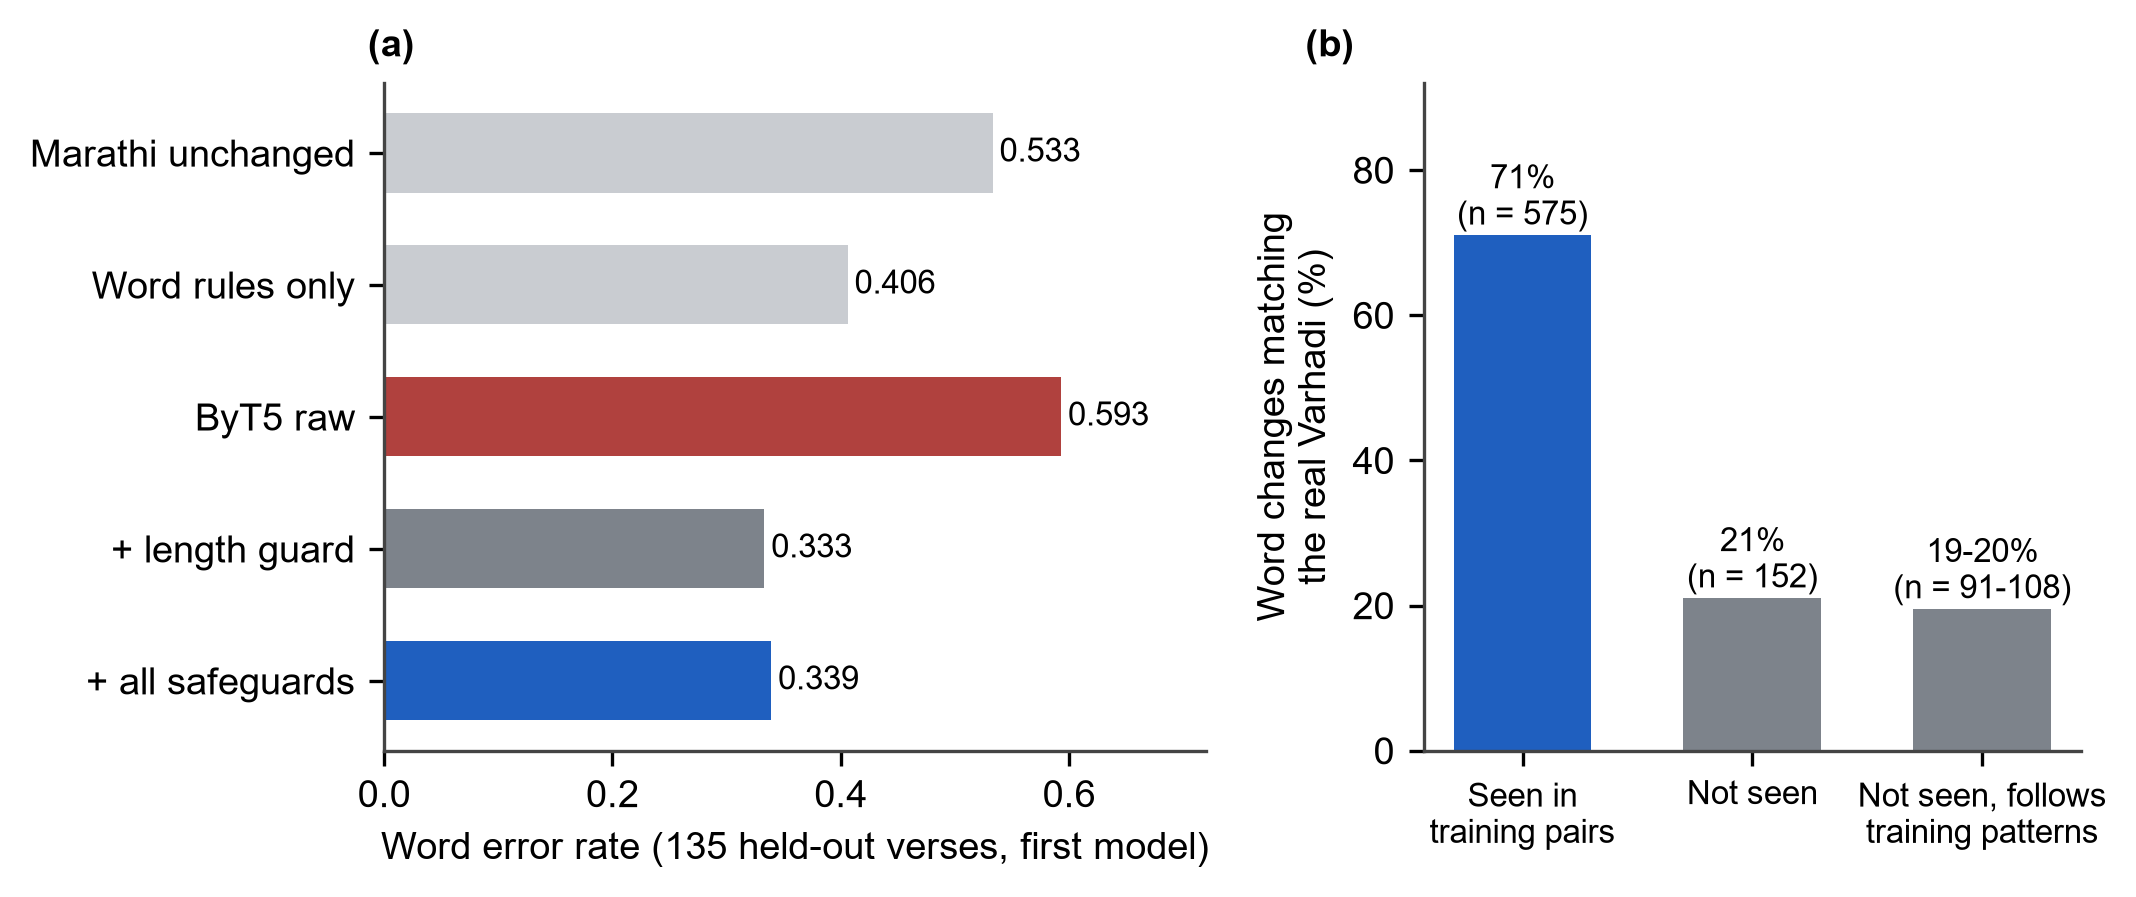 (a)
Marathi unchanged
0.533
Word rules only
0.406
ByT5 raw
0.593
+ length guard
0.333
+ all safeguards
0.339
0.0
0.2
0.4
0.6
Word error rate (135 held-out verses, first model)
(b)
Word changes matching
the real Varhadi (%)
80
60
40
20
0
71%
(n = 575)
21%
(n = 152)
19-20%
(n = 91-108)
Seen in
training pairs
Not seen
Not seen, follows
training patterns